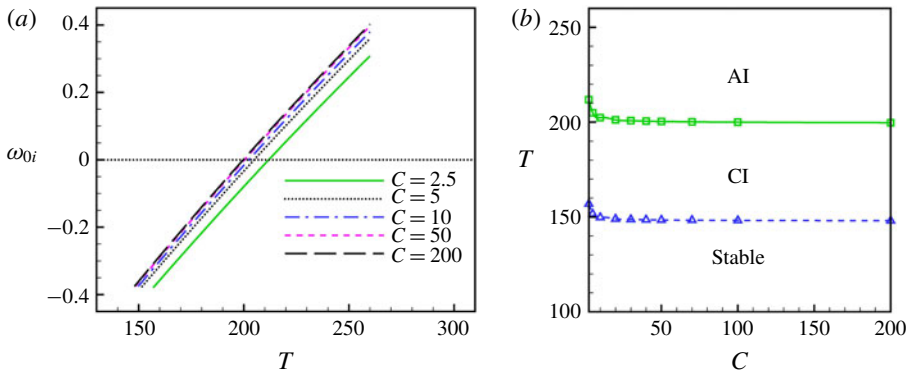 (a)
0.4
0.2
0
−0.2
−0.4
ω0i
C = 2.5
C = 5
C = 10
C = 50
C = 200
150 200 250 300
T
(b)
250
200
150
100
T
AI
CI
Stable
50 100 150 200
C